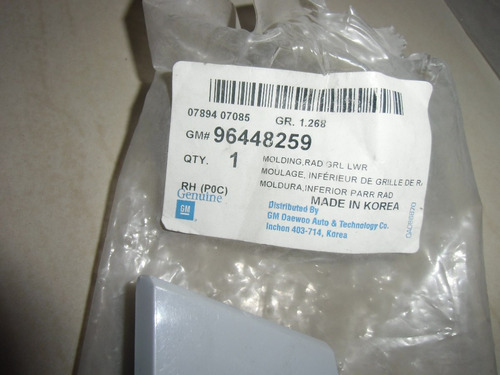 07894 07085 GR. 1.268
GM# 96448259
QTY. 1 MOLDING,RAD GRL LWR
MOULAGE, INFÉRIEUR DE GRILLE DE
MOLDURA,INFERIOR PARR RAD
RH (P0C) MADE IN KOREA
Genuine
GM
Distributed By
GM Daewoo Auto & Technology Co.
Inchon 403-714, Korea